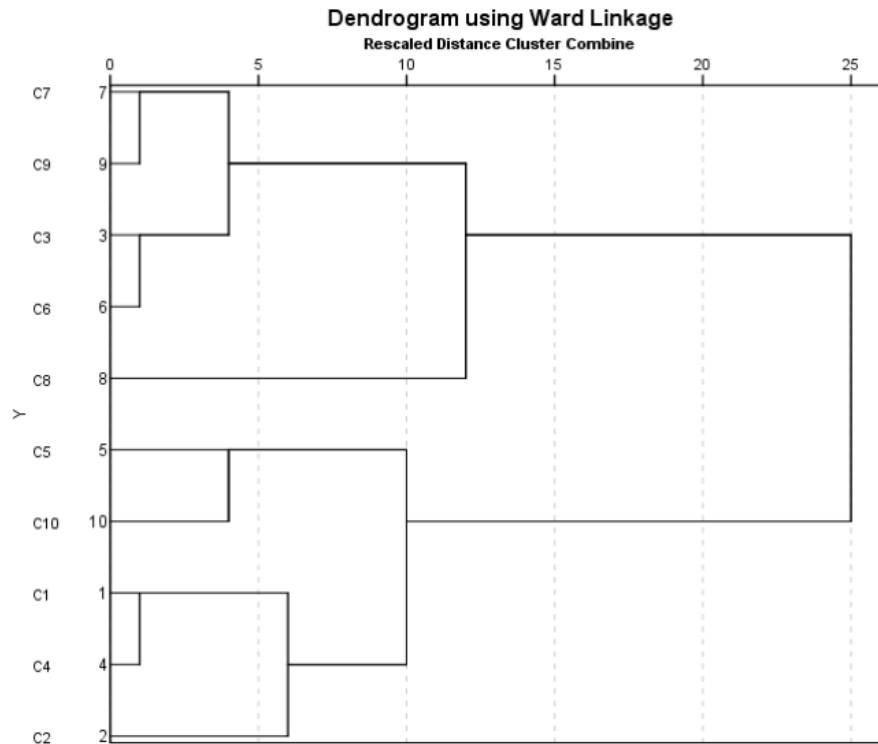 Dendrogram using Ward Linkage
Rescaled Distance Cluster Combine
0 5 10 15 20 25
C7 7
C9 9
C3 3
C6 6
C8 8
Y
C5 5
C10 10
C1 1
C4 4
C2 2